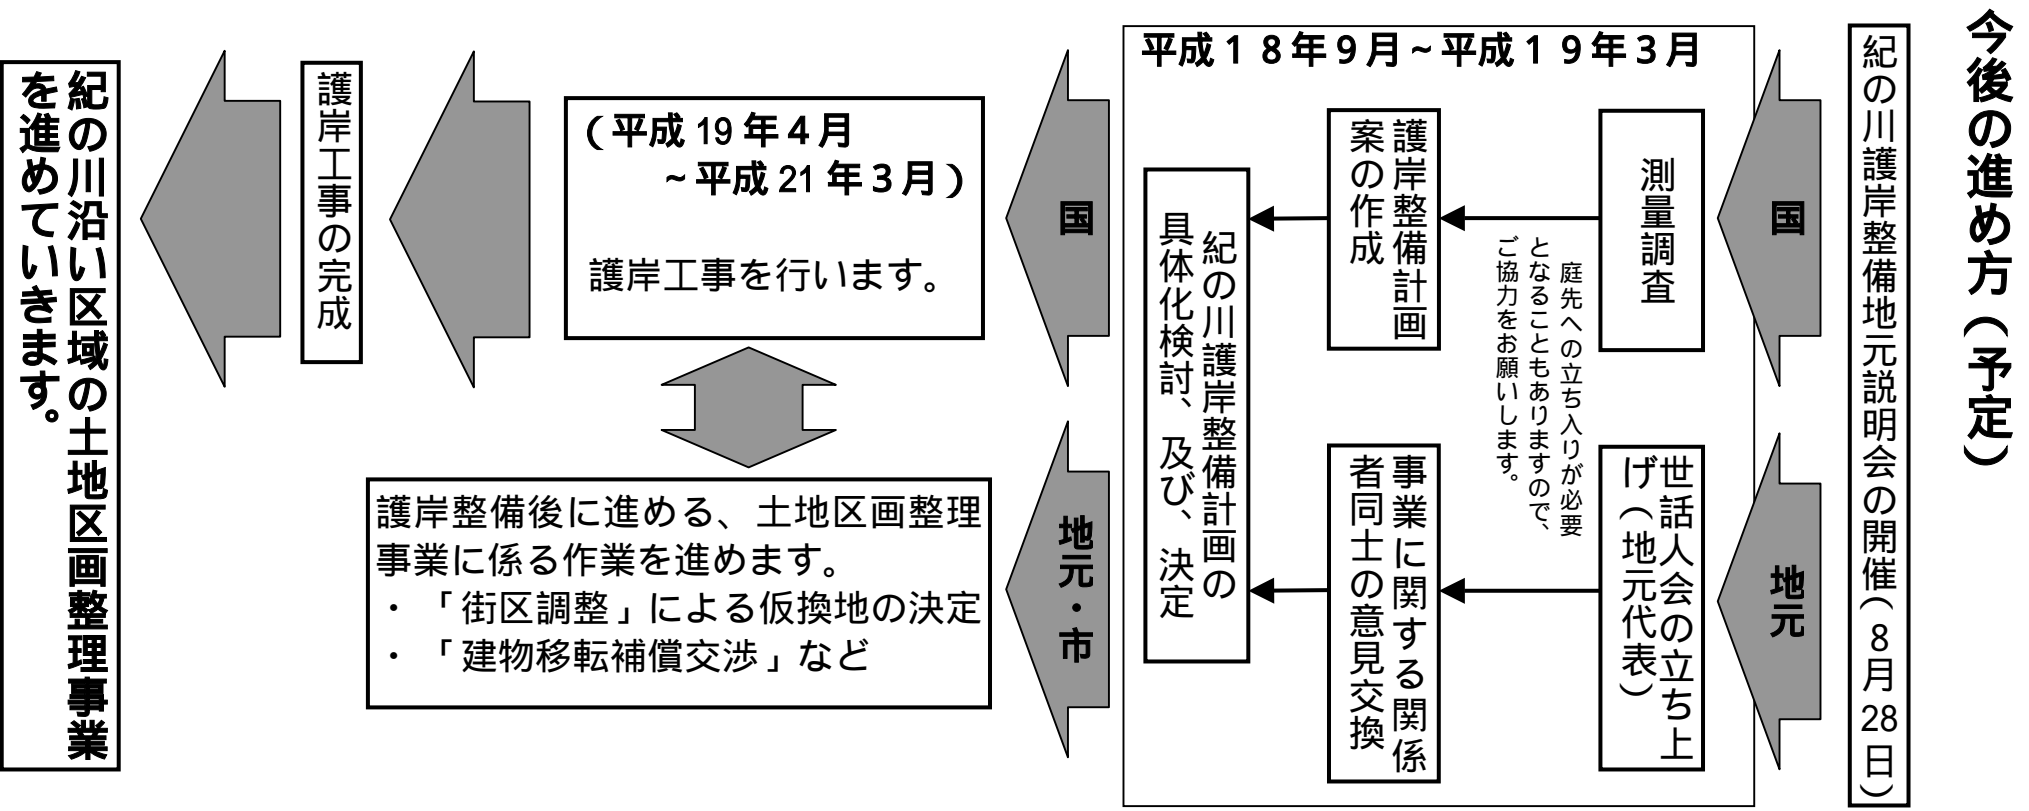 今後の進め方（予定）
紀の川護岸整備地元説明会の開催（8月28日）
国
地元
平成１８年９月～平成１９年３月
測量調査
庭先への立ち入りが必要
となることもありますので、
ご協力をお願いします。
世話人会の立ち上
げ（地元代表）
護岸整備計画
案の作成
事業に関する関係
者同士の意見交換
紀の川護岸整備計画の
具体化検討、及び、決定
国
地元・市
（平成19年４月
～平成21年３月）
護岸工事を行います。
護岸整備後に進める、土地区画整理
事業に係る作業を進めます。
・「街区調整」による仮換地の決定
・「建物移転補償交渉」など
護岸工事の完成
紀の川沿い区域の土地区画整理事業
を進めていきます。